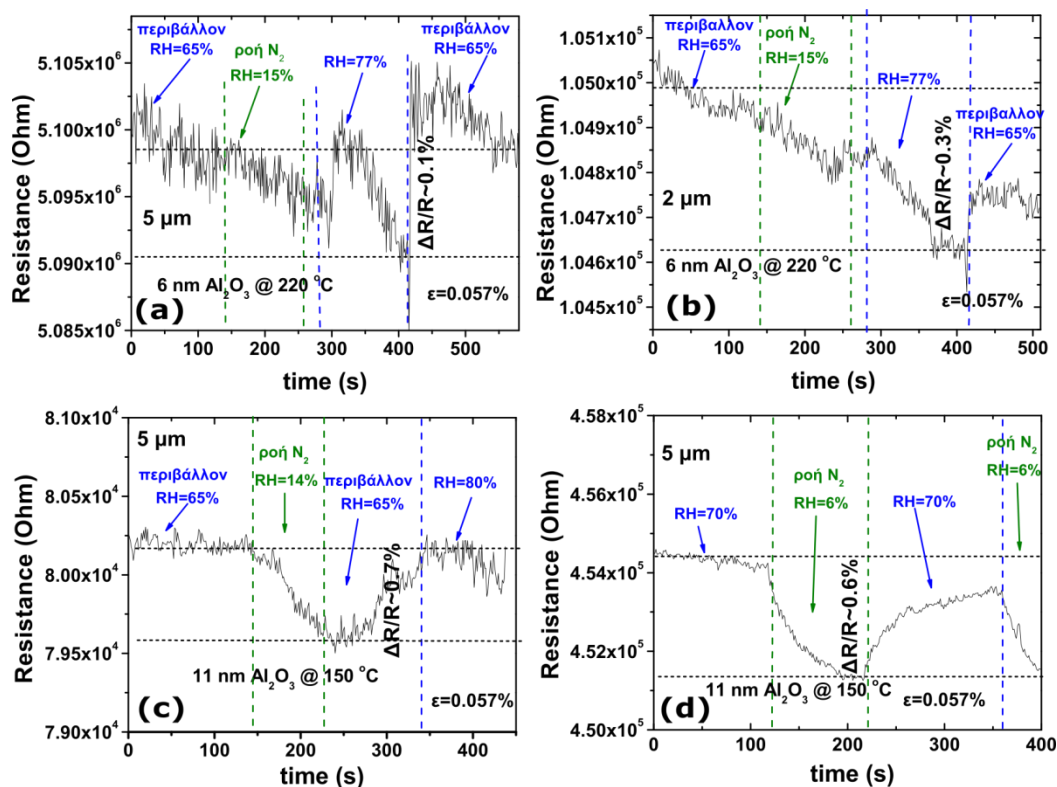 περιβάλλον
RH=65%
ροή N₂
RH=15%
RH=77%
περιβάλλον
RH=65%
5.105x10⁶
5.100x10⁶
5.095x10⁶
5.090x10⁶
5.085x10⁶
Resistance (Ohm)
ΔR/R~0.1%
5 μm
6 nm Al₂O₃ @ 220 °C
(a)
ε=0.057%
0 100 200 300 400 500
time (s)
περιβάλλον
RH=65%
ροή N₂
RH=15%
RH=77%
περιβαλλον
RH=65%
1.051x10⁵
1.050x10⁵
1.049x10⁵
1.048x10⁵
1.047x10⁵
1.046x10⁵
1.045x10⁵
Resistance (Ohm)
ΔR/R~0.3%
2 μm
6 nm Al₂O₃ @ 220 °C
(b)
ε=0.057%
0 100 200 300 400 500
time (s)
5 μm
περιβάλλον
RH=65%
ροή N₂
RH=14%
περιβάλλον
RH=65%
RH=80%
8.10x10⁴
8.05x10⁴
8.00x10⁴
7.95x10⁴
7.90x10⁴
Resistance (Ohm)
ΔR/R~0.7%
11 nm Al₂O₃ @ 150 °C
(c)
ε=0.057%
0 100 200 300 400
time (s)
5 μm
RH=70%
ροή N₂
RH=6%
RH=70%
ροή N₂
RH=6%
4.58x10⁵
4.56x10⁵
4.54x10⁵
4.52x10⁵
4.50x10⁵
Resistance (Ohm)
ΔR/R~0.6%
11 nm Al₂O₃ @ 150 °C
(d)
ε=0.057%
0 100 200 300 400
time (s)